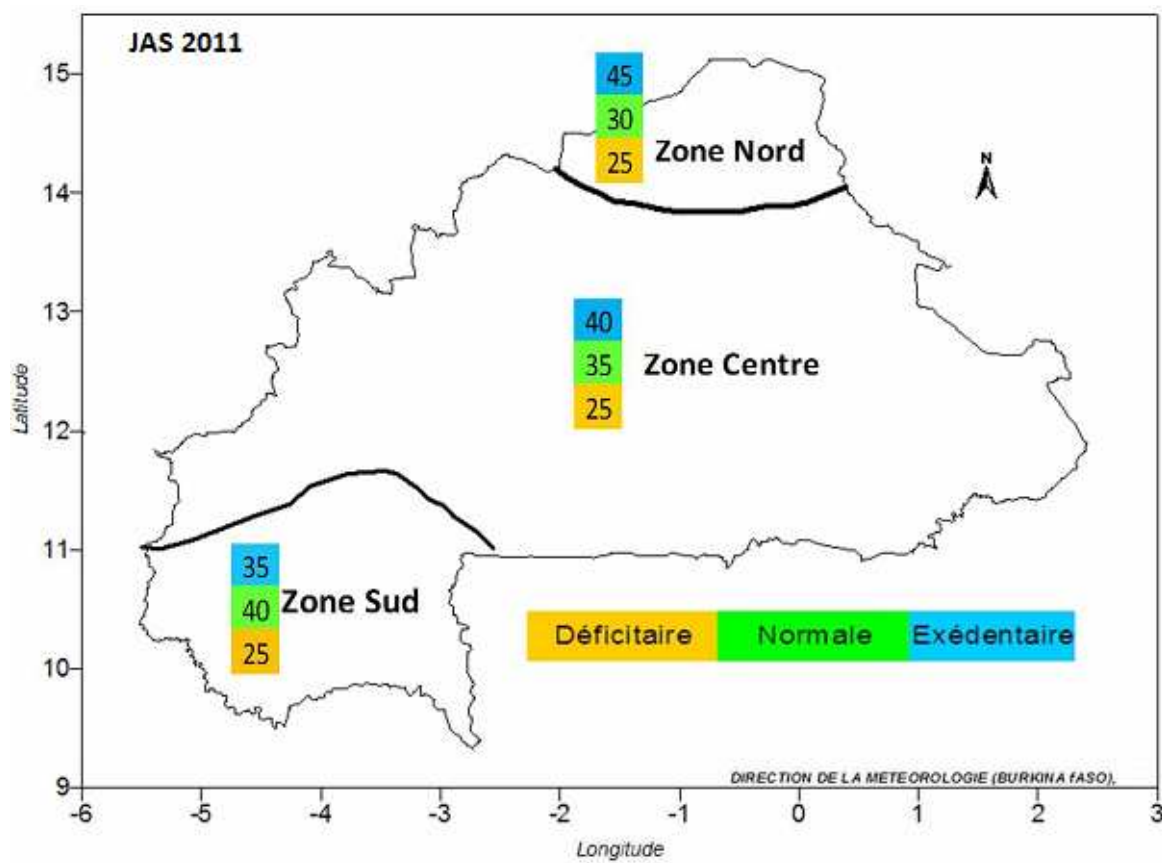 JAS 2011
15
14
13
12
11
10
9
Latitude
45
30
25
Zone Nord
N
40
35
25
Zone Centre
35
40
25
Zone Sud
Déficitaire Normale Exédentaire
DIRECTION DE LA METEOROLOGIE (BURKINA fASO),
-6 -5 -4 -3 -2 -1 0 1 2 3
Longitude